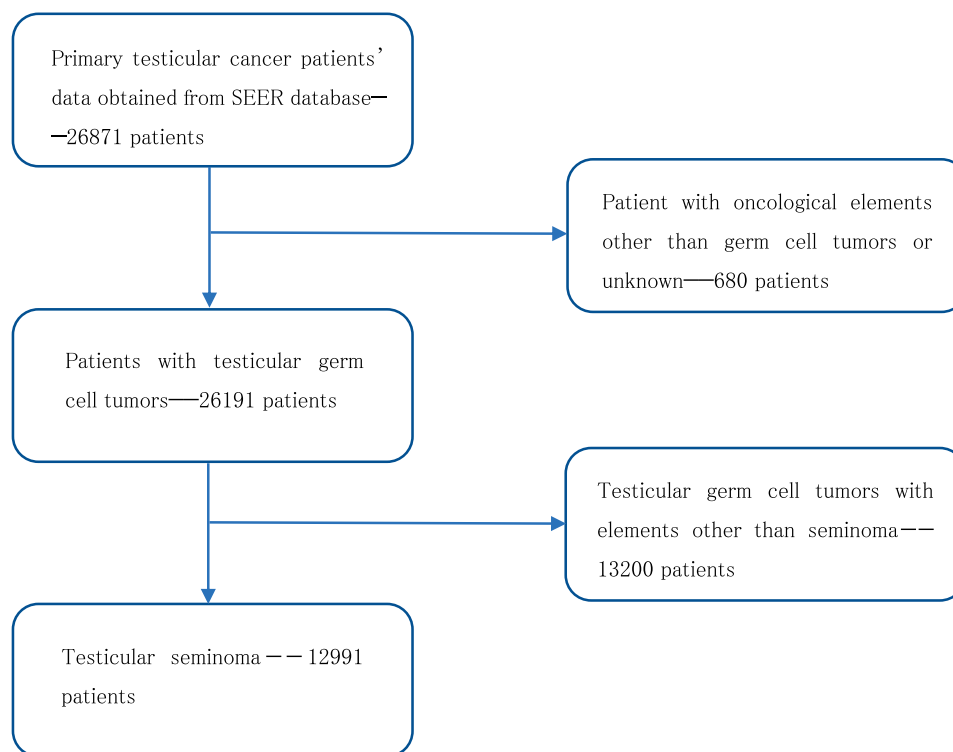 Primary testicular cancer patients’
data obtained from SEER database—
—26871 patients
Patient with oncological elements
other than germ cell tumors or
unknown——680 patients
Patients with testicular germ
cell tumors——26191 patients
Testicular germ cell tumors with
elements other than seminoma——
13200 patients
Testicular seminoma——12991
patients